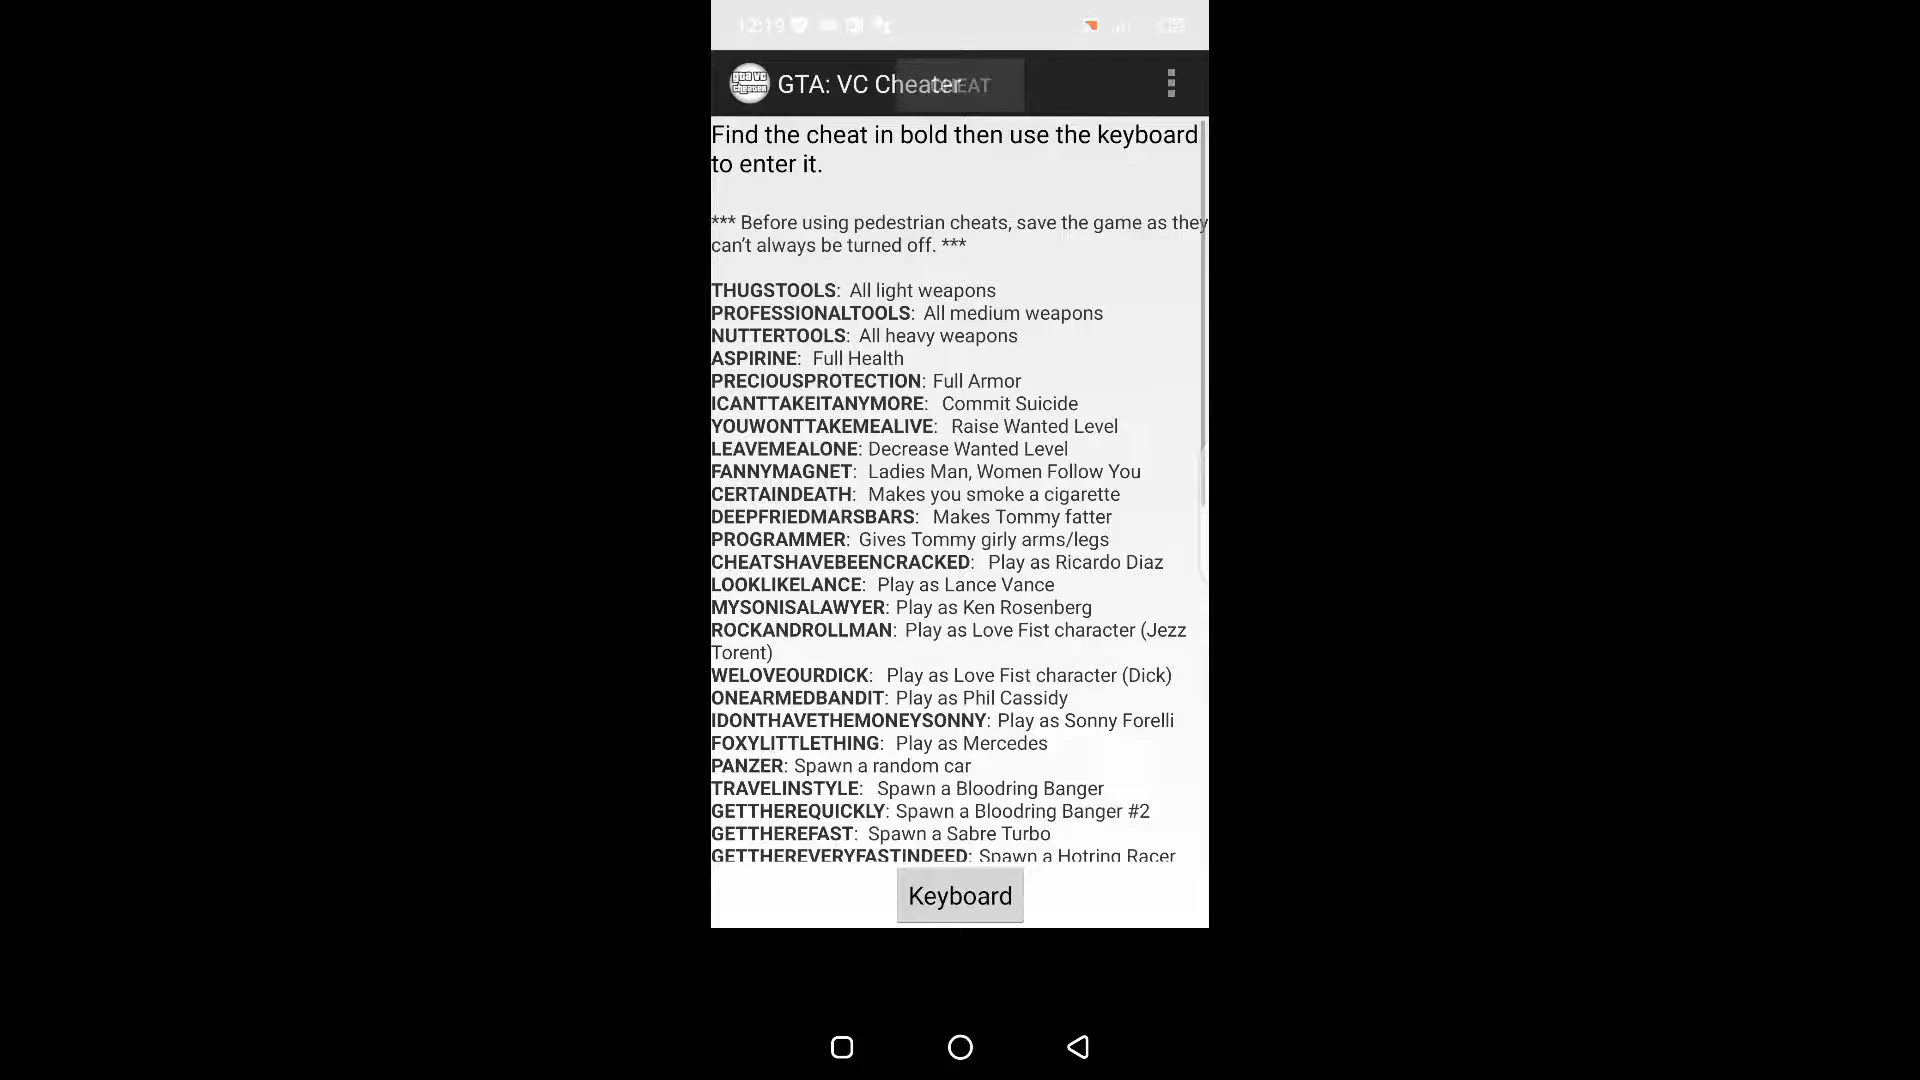 12:19
GTA: VC Cheater
CHEAT
Find the cheat in bold then use the keyboard
to enter it.
*** Before using pedestrian cheats, save the game as they
can't always be turned off. ***
THUGSTOOLS: All light weapons
PROFESSIONALTOOLS: All medium weapons
NUTTERTOOLS: All heavy weapons
ASPIRINE: Full Health
PRECIOUSPROTECTION: Full Armor
ICANTTAKEITANYMORE: Commit Suicide
YOUWONTTAKEMEALIVE: Raise Wanted Level
LEAVEMEALONE: Decrease Wanted Level
FANNYMAGNET: Ladies Man, Women Follow You
CERTAINDEATH: Makes you smoke a cigarette
DEEPFRIEDMARSBARS: Makes Tommy fatter
PROGRAMMER: Gives Tommy girly arms/legs
CHEATSHAVEBEENCRACKED: Play as Ricardo Diaz
LOOKLIKELANCE: Play as Lance Vance
MYSONISALAWYER: Play as Ken Rosenberg
ROCKANDROLLMAN: Play as Love Fist character (Jezz
Torent)
WELOVEOURDICK: Play as Love Fist character (Dick)
ONEARMEDBANDIT: Play as Phil Cassidy
IDONTHAVETHEMONEYSONNY: Play as Sonny Forelli
FOXYLITTLETHING: Play as Mercedes
PANZER: Spawn a random car
TRAVELINSTYLE: Spawn a Bloodring Banger
GETTHEREQUICKLY: Spawn a Bloodring Banger #2
GETTHEREFAST: Spawn a Sabre Turbo
GETTHEREVERYFASTINDEED: Spawn a Hotring Racer
Keyboard